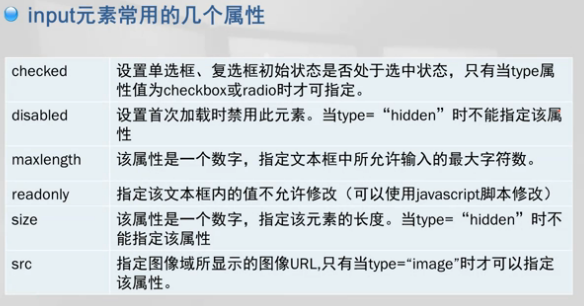 input元素常用的几个属性
checked 设置单选框、复选框初始状态是否处于选中状态，只有当type属
性值为checkbox或radio时才可指定。
disabled 设置首次加载时禁用此元素。当type=“hidden”时不能指定该属
性
maxlength 该属性是一个数字，指定文本框中所允许输入的最大字符数。
readonly 指定该文本框内的值不允许修改（可以使用javascript脚本修改）
size 该属性是一个数字，指定该元素的长度。当type=“hidden”时不
能指定该属性
src 指定图像域所显示的图像URL,只有当type=“image”时才可以指定
该属性。